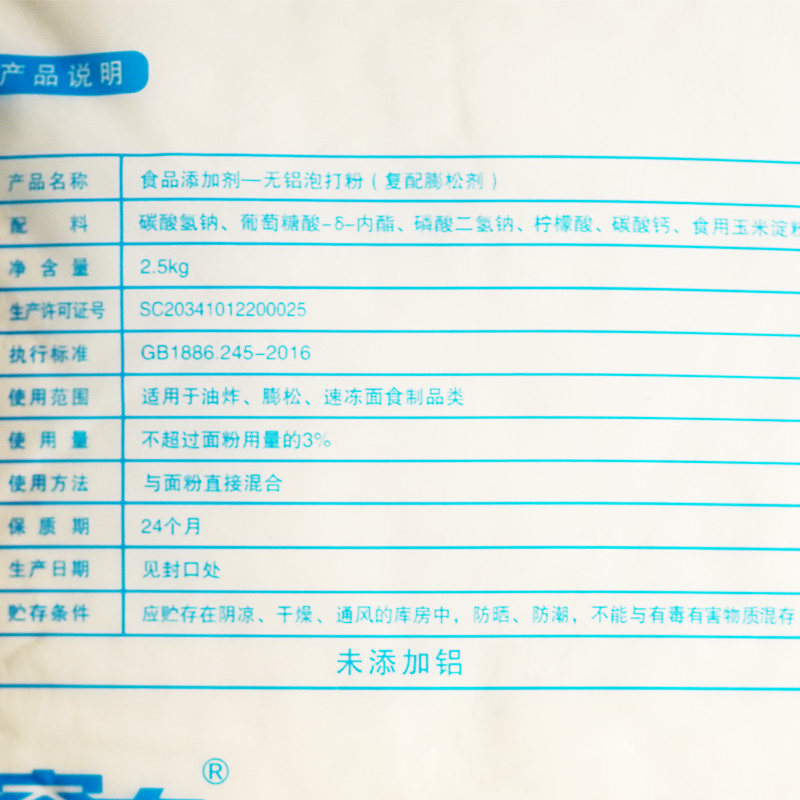 产品说明
产品名称 食品添加剂—无铝泡打粉（复配膨松剂）
配 料 碳酸氢钠、葡萄糖酸-δ-内酯、磷酸二氢钠、柠檬酸、碳酸钙、食用玉米淀粉
净含量 2.5kg
生产许可证号 SC20341012200025
执行标准 GB1886.245-2016
使用范围 适用于油炸、膨松、速冻面食制品类
使用量 不超过面粉用量的3%
使用方法 与面粉直接混合
保质期 24个月
生产日期 见封口处
贮存条件 应贮存在阴凉、干燥、通风的库房中，防晒、防潮，不能与有毒有害物质混存
未添加铝
®